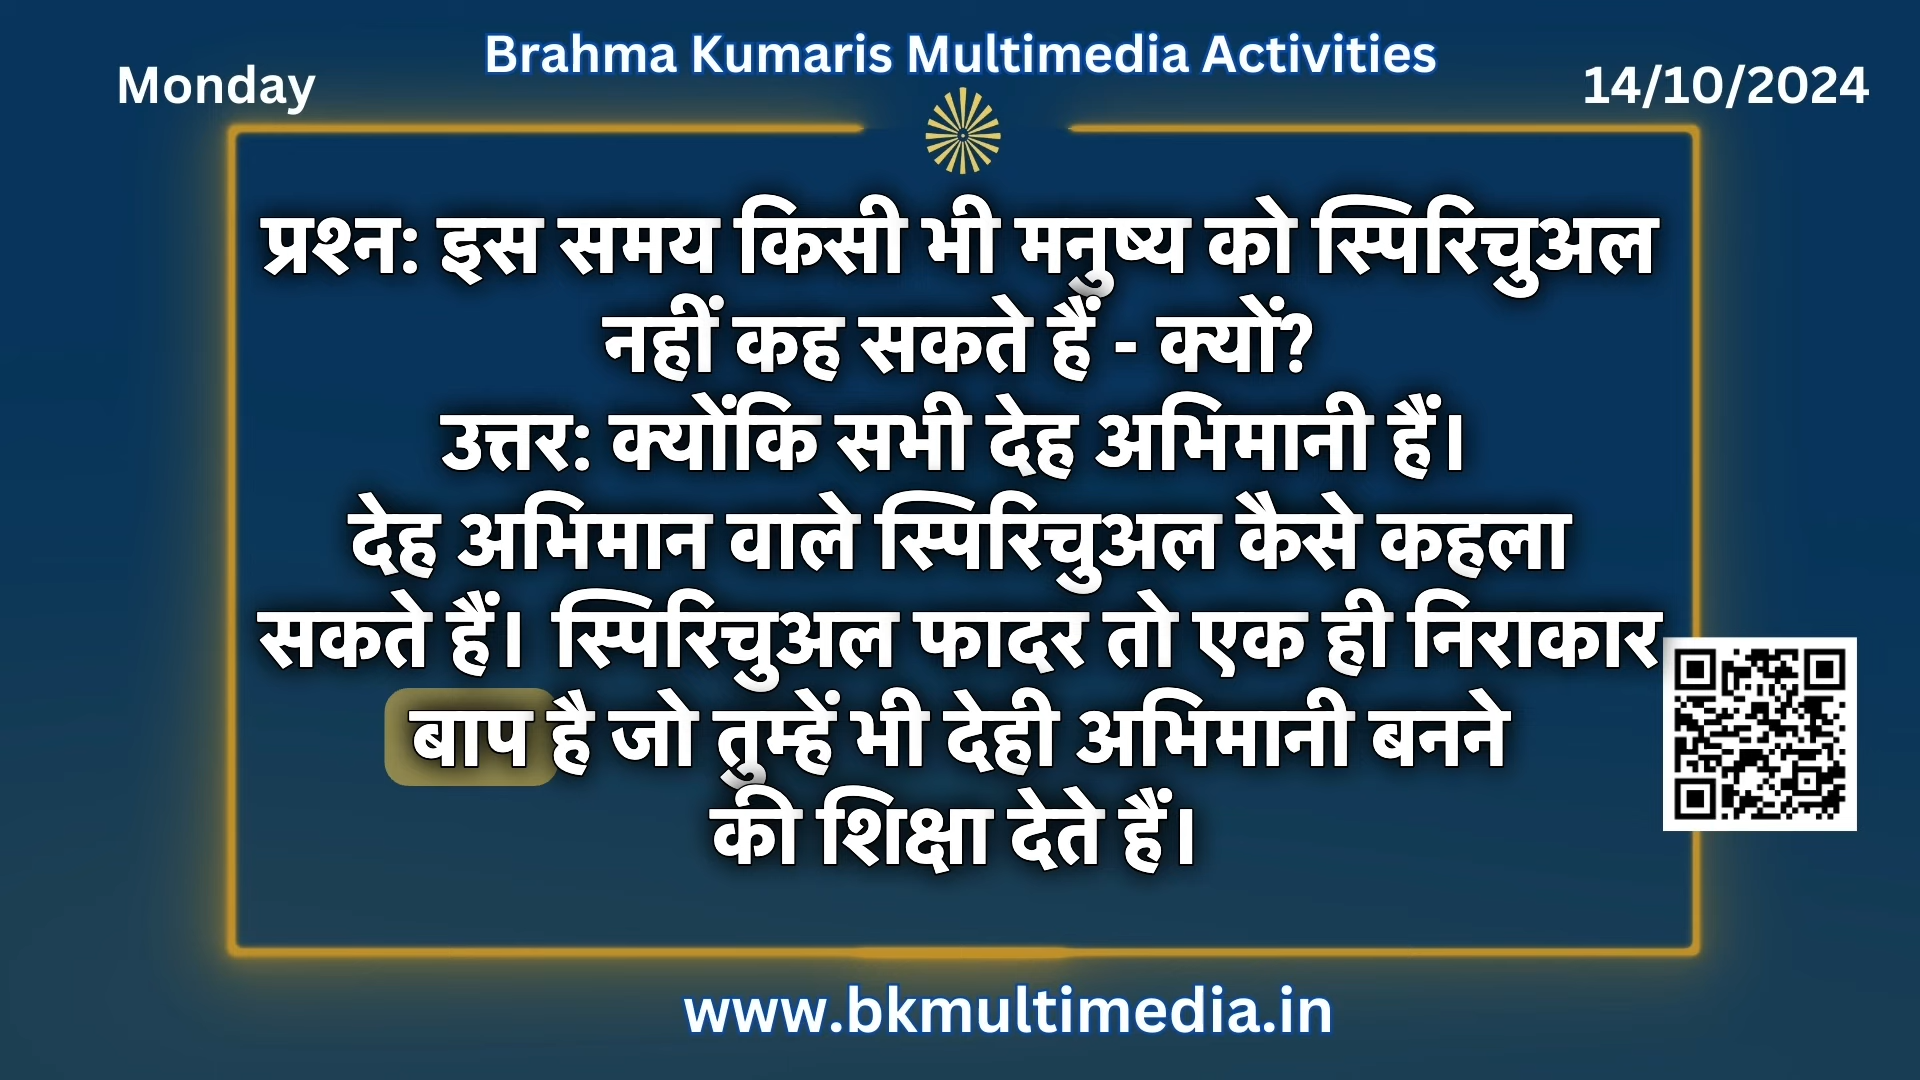 Brahma Kumaris Multimedia Activities
Monday
14/10/2024
प्रश्न: इस समय किसी भी मनुष्य को स्पिरिचुअल
नहीं कह सकते हैं - क्यों?
उत्तर: क्योंकि सभी देह अभिमानी हैं।
देह अभिमान वाले स्पिरिचुअल कैसे कहला
सकते हैं। स्पिरिचुअल फादर तो एक ही निराकार
बाप है जो तुम्हें भी देही अभिमानी बनने
की शिक्षा देते हैं।
www.bkmultimedia.in